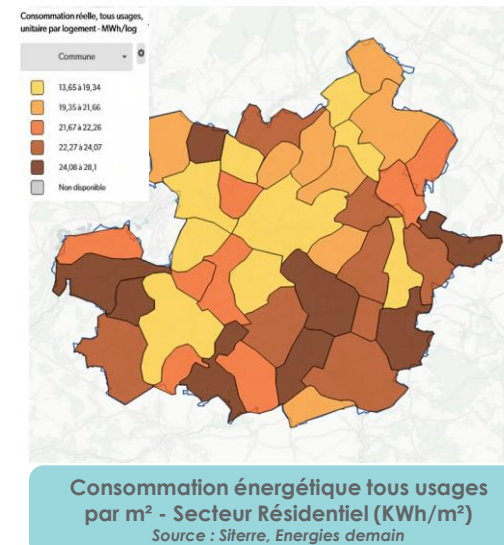 Consommation réelle, tous usages,
unitaire par logement - MWh/log
Commune
13,65 à 19,34
19,35 à 21,66
21,67 à 22,26
22,27 à 24,07
24,08 à 28,1
Non disponible
Consommation énergétique tous usages
par m² - Secteur Résidentiel (KWh/m²)
Source : Siterre, Energies demain